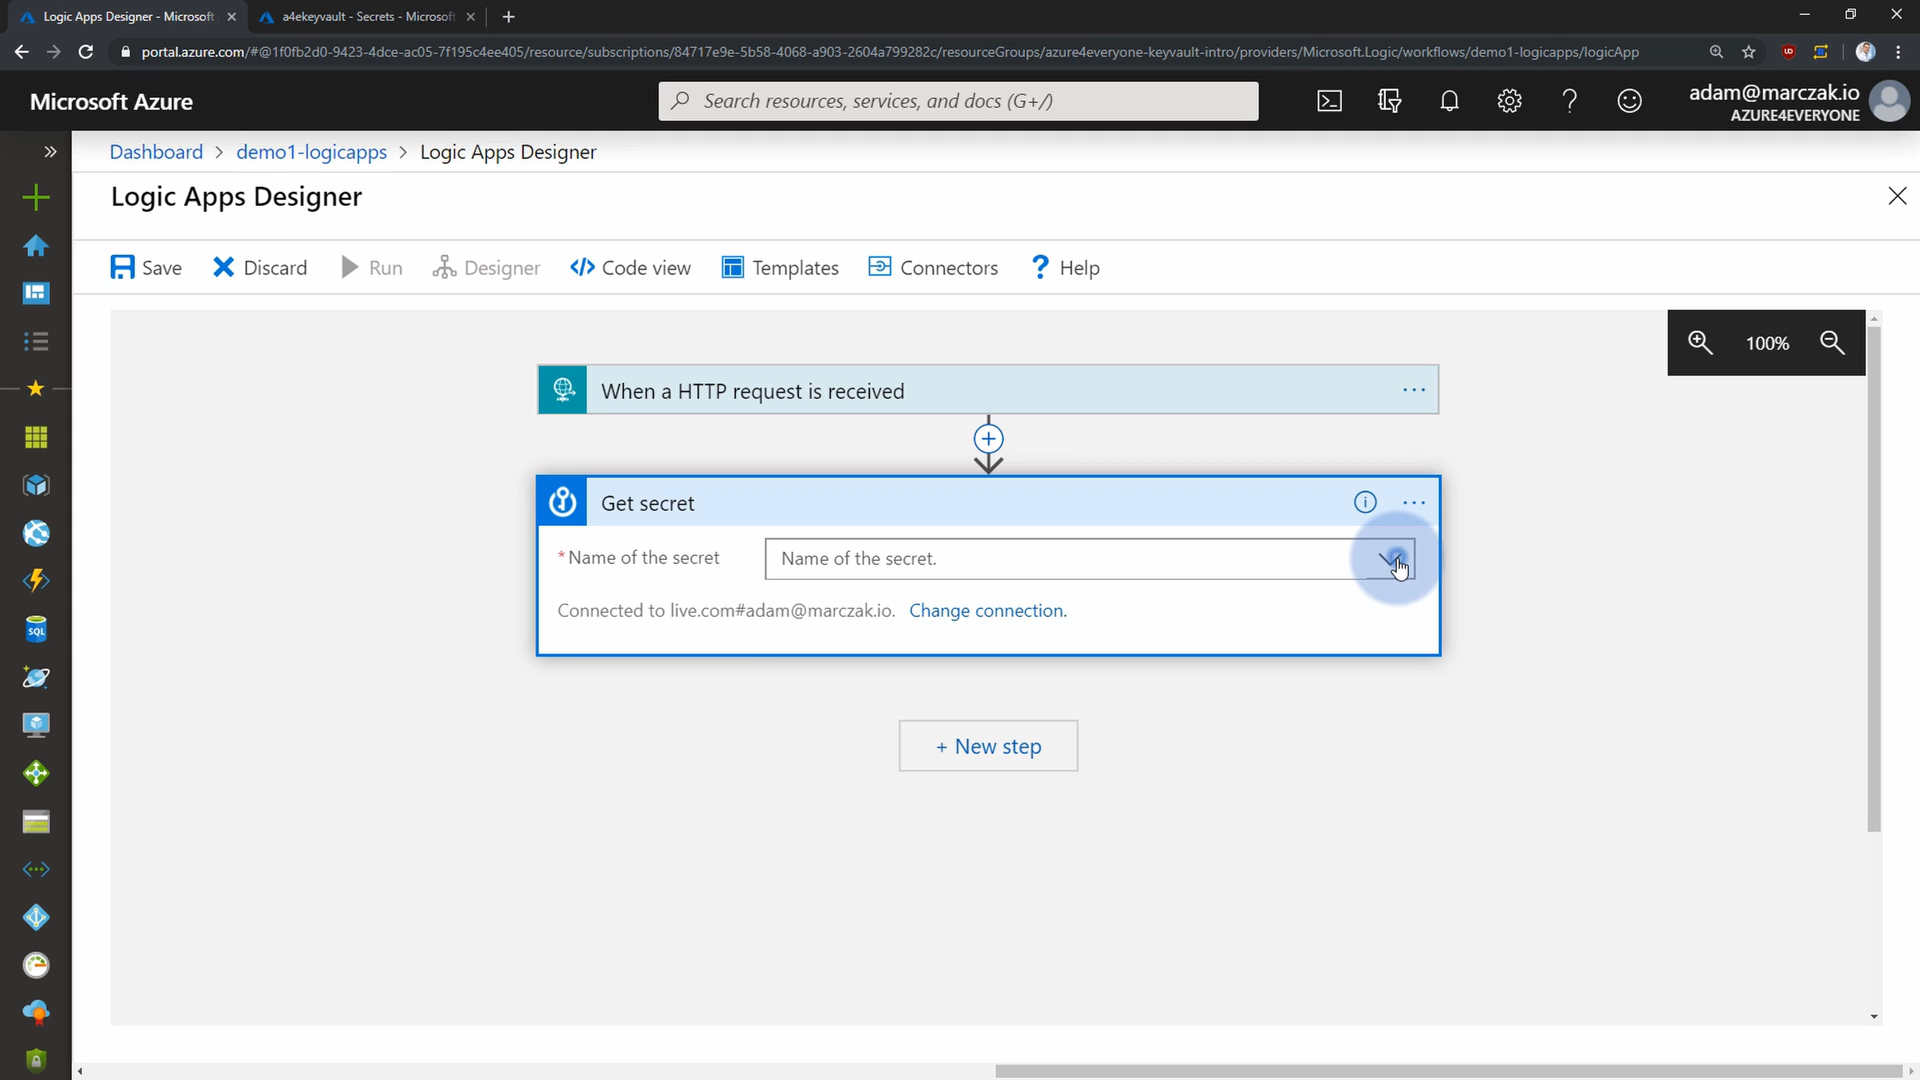 Logic Apps Designer - Microsoft
a4ekeyvault - Secrets - Microsoft
portal.azure.com/#@1f0fb2d0-9423-4dce-ac05-7f195c4ee405/resource/subscriptions/84717e9e-5b58-4068-a903-2604a799282c/resourceGroups/azure4everyone-keyvault-intro/providers/Microsoft.Logic/workflows/demo1-logicapps/logicApp
Microsoft Azure
Search resources, services, and docs (G+/)
adam@marczak.io
AZURE4EVERYONE
Dashboard > demo1-logicapps > Logic Apps Designer
Logic Apps Designer
Save
Discard
Run
Designer
Code view
Templates
Connectors
Help
100%
When a HTTP request is received
Get secret
* Name of the secret
Name of the secret.
Connected to live.com#adam@marczak.io. Change connection.
+ New step
SQL